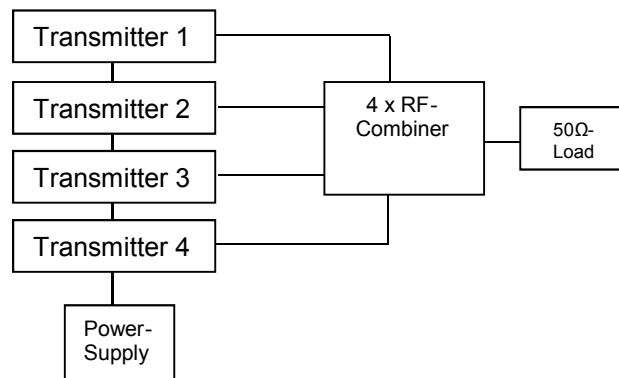 Transmitter 1
Transmitter 2
Transmitter 3
Transmitter 4
Power-
Supply
4 x RF-
Combiner
50Ω-
Load